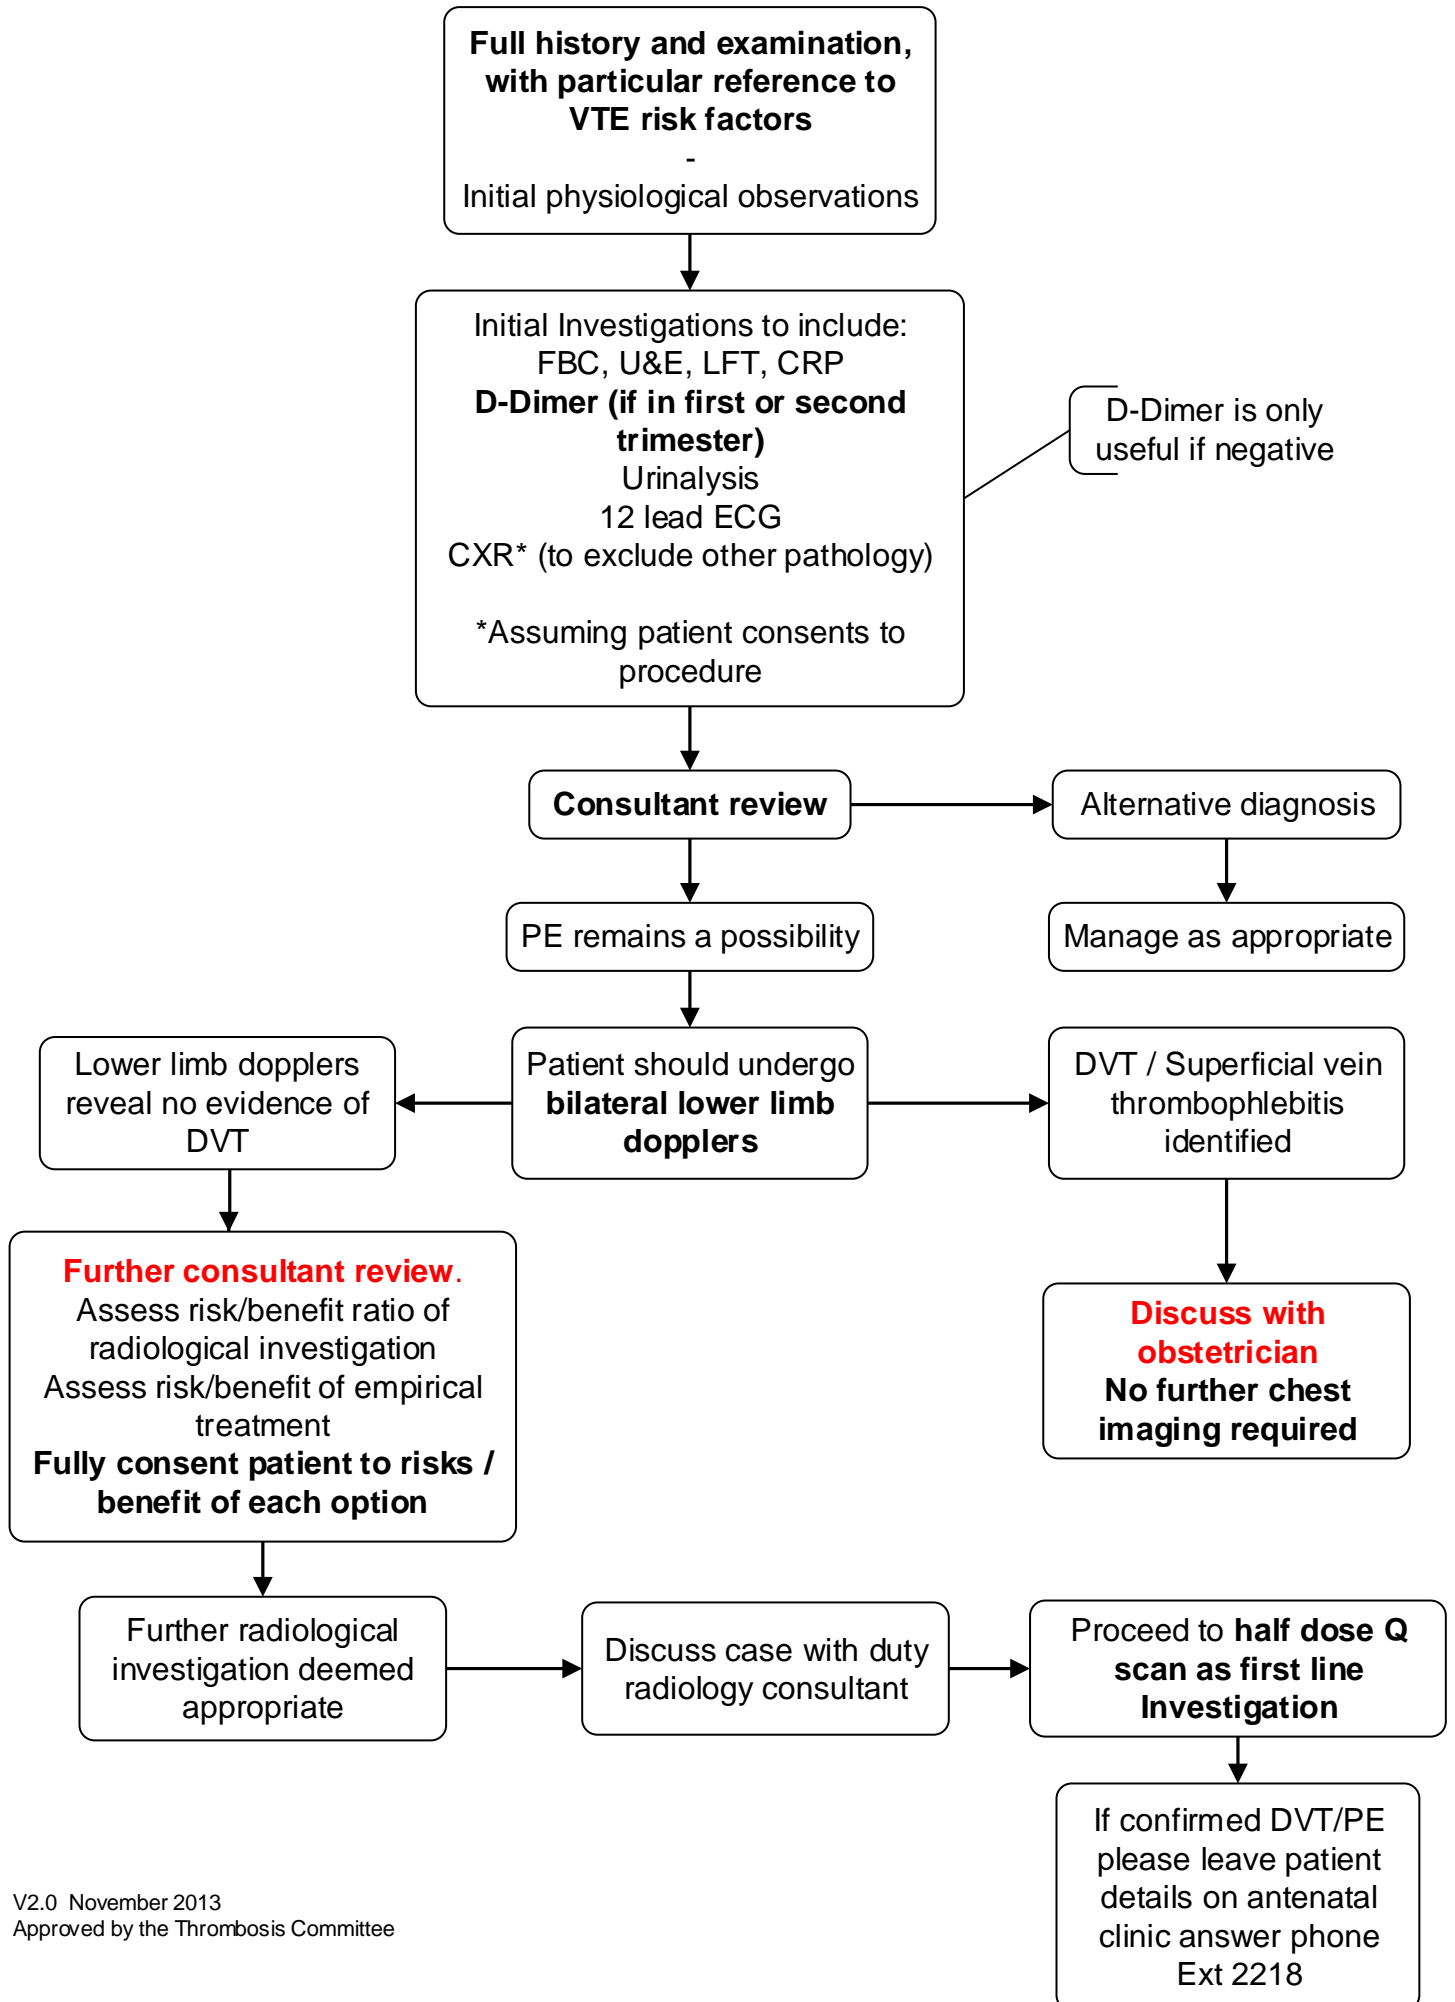 Full history and examination,
with particular reference to
VTE risk factors
-
Initial physiological observations
Initial Investigations to include:
FBC, U&E, LFT, CRP
D-Dimer (if in first or second
trimester)
Urinalysis
12 lead ECG
CXR* (to exclude other pathology)
*Assuming patient consents to
procedure
D-Dimer is only
useful if negative
Consultant review
Alternative diagnosis
PE remains a possibility
Manage as appropriate
Lower limb dopplers
reveal no evidence of
DVT
Patient should undergo
bilateral lower limb
dopplers
DVT / Superficial vein
thrombophlebitis
identified
Further consultant review.
Assess risk/benefit ratio of
radiological investigation
Assess risk/benefit of empirical
treatment
Fully consent patient to risks /
benefit of each option
Discuss with
obstetrician
No further chest
imaging required
Further radiological
investigation deemed
appropriate
Discuss case with duty
radiology consultant
Proceed to half dose Q
scan as first line
Investigation
If confirmed DVT/PE
please leave patient
details on antenatal
clinic answer phone
Ext 2218
V2.0 November 2013
Approved by the Thrombosis Committee